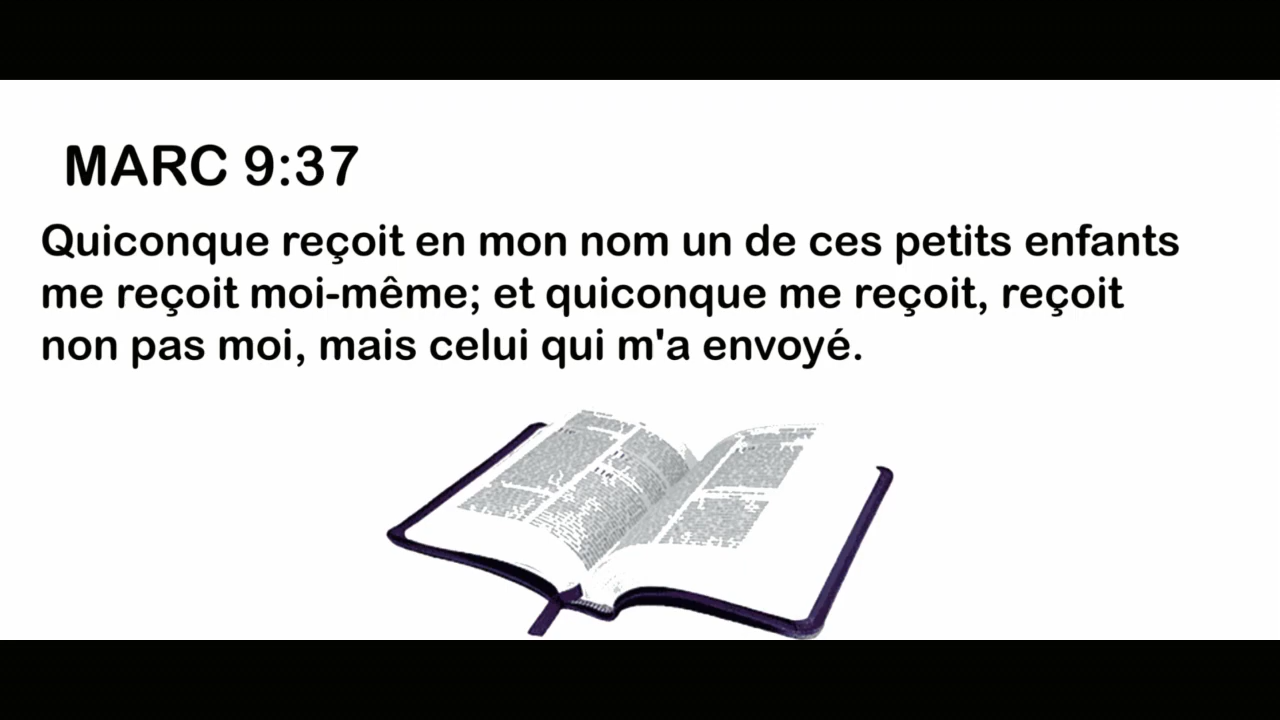 MARC 9:37
Quiconque reçoit en mon nom un de ces petits enfants
me reçoit moi-même; et quiconque me reçoit, reçoit
non pas moi, mais celui qui m'a envoyé.